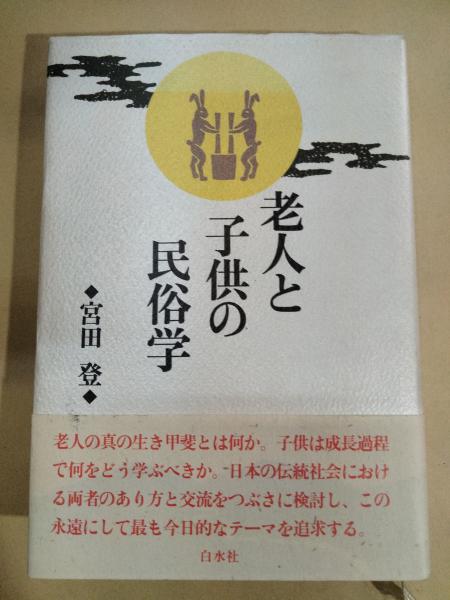 老人と
子供の
民俗学
◆宮田 登◆
老人の真の生き甲斐とは何か。子供は成長過程
で何をどう学ぶべきか。日本の伝統社会におけ
る両者のあり方と交流をつぶさに検討し、この
永遠にして最も今日的なテーマを追求する。
白水社